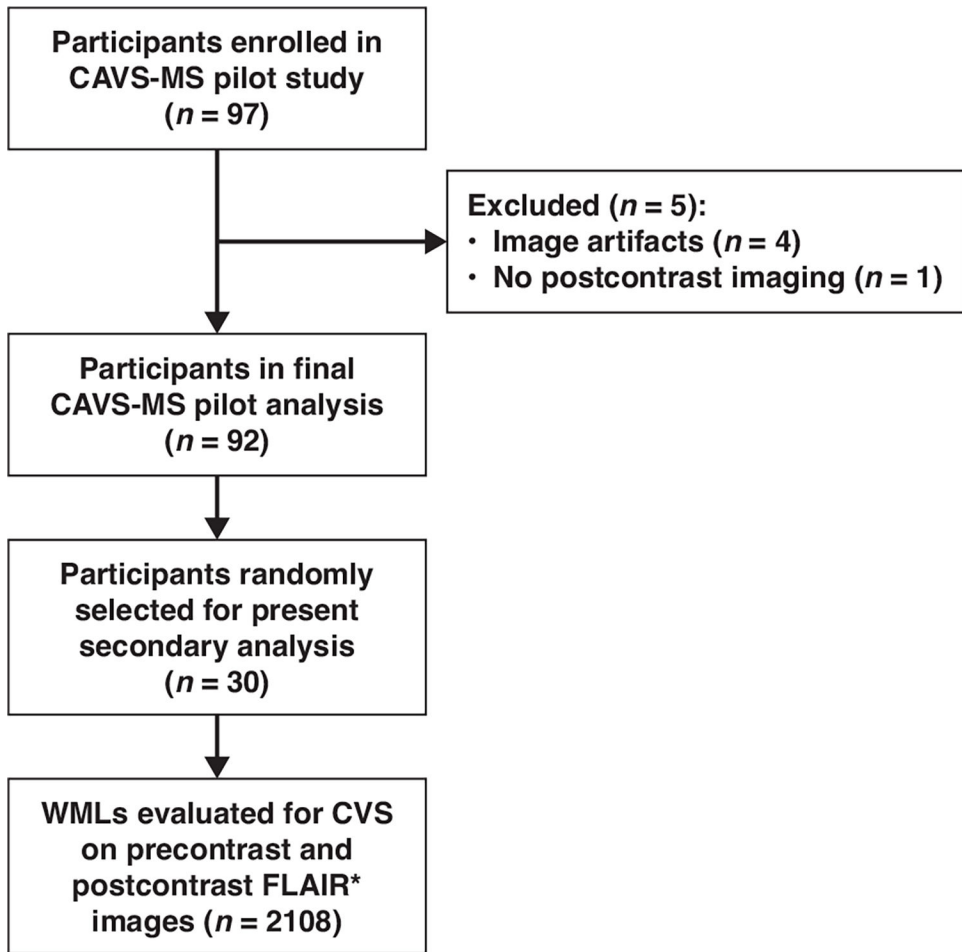 Participants enrolled in
CAVS-MS pilot study
(n = 97)
Excluded (n = 5):
• Image artifacts (n = 4)
• No postcontrast imaging (n = 1)
Participants in final
CAVS-MS pilot analysis
(n = 92)
Participants randomly
selected for present
secondary analysis
(n = 30)
WMLs evaluated for CVS
on precontrast and
postcontrast FLAIR*
images (n = 2108)